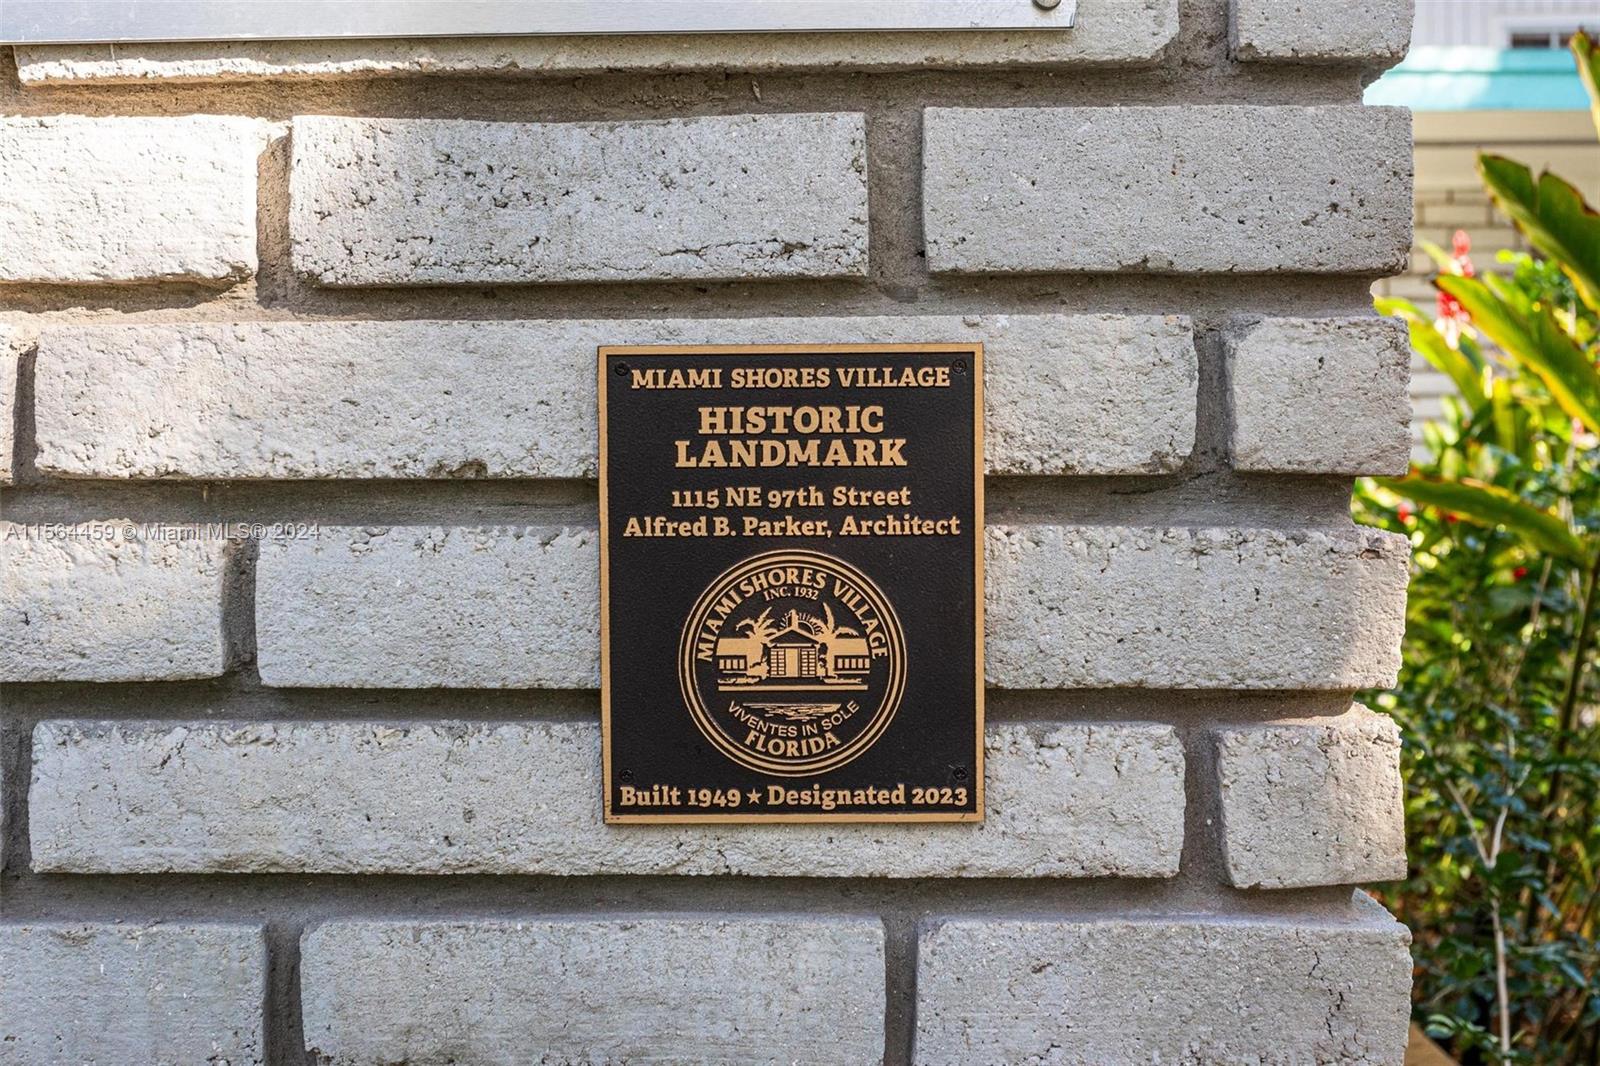 MIAMI SHORES VILLAGE
HISTORIC
LANDMARK
1115 NE 97th Street
Alfred B. Parker, Architect
A11564459 © Miami MLS® 2024
MIAMI SHORES VILLAGE
INC. 1932
VIVENTES IN SOLE
FLORIDA
Built 1949 ★ Designated 2023